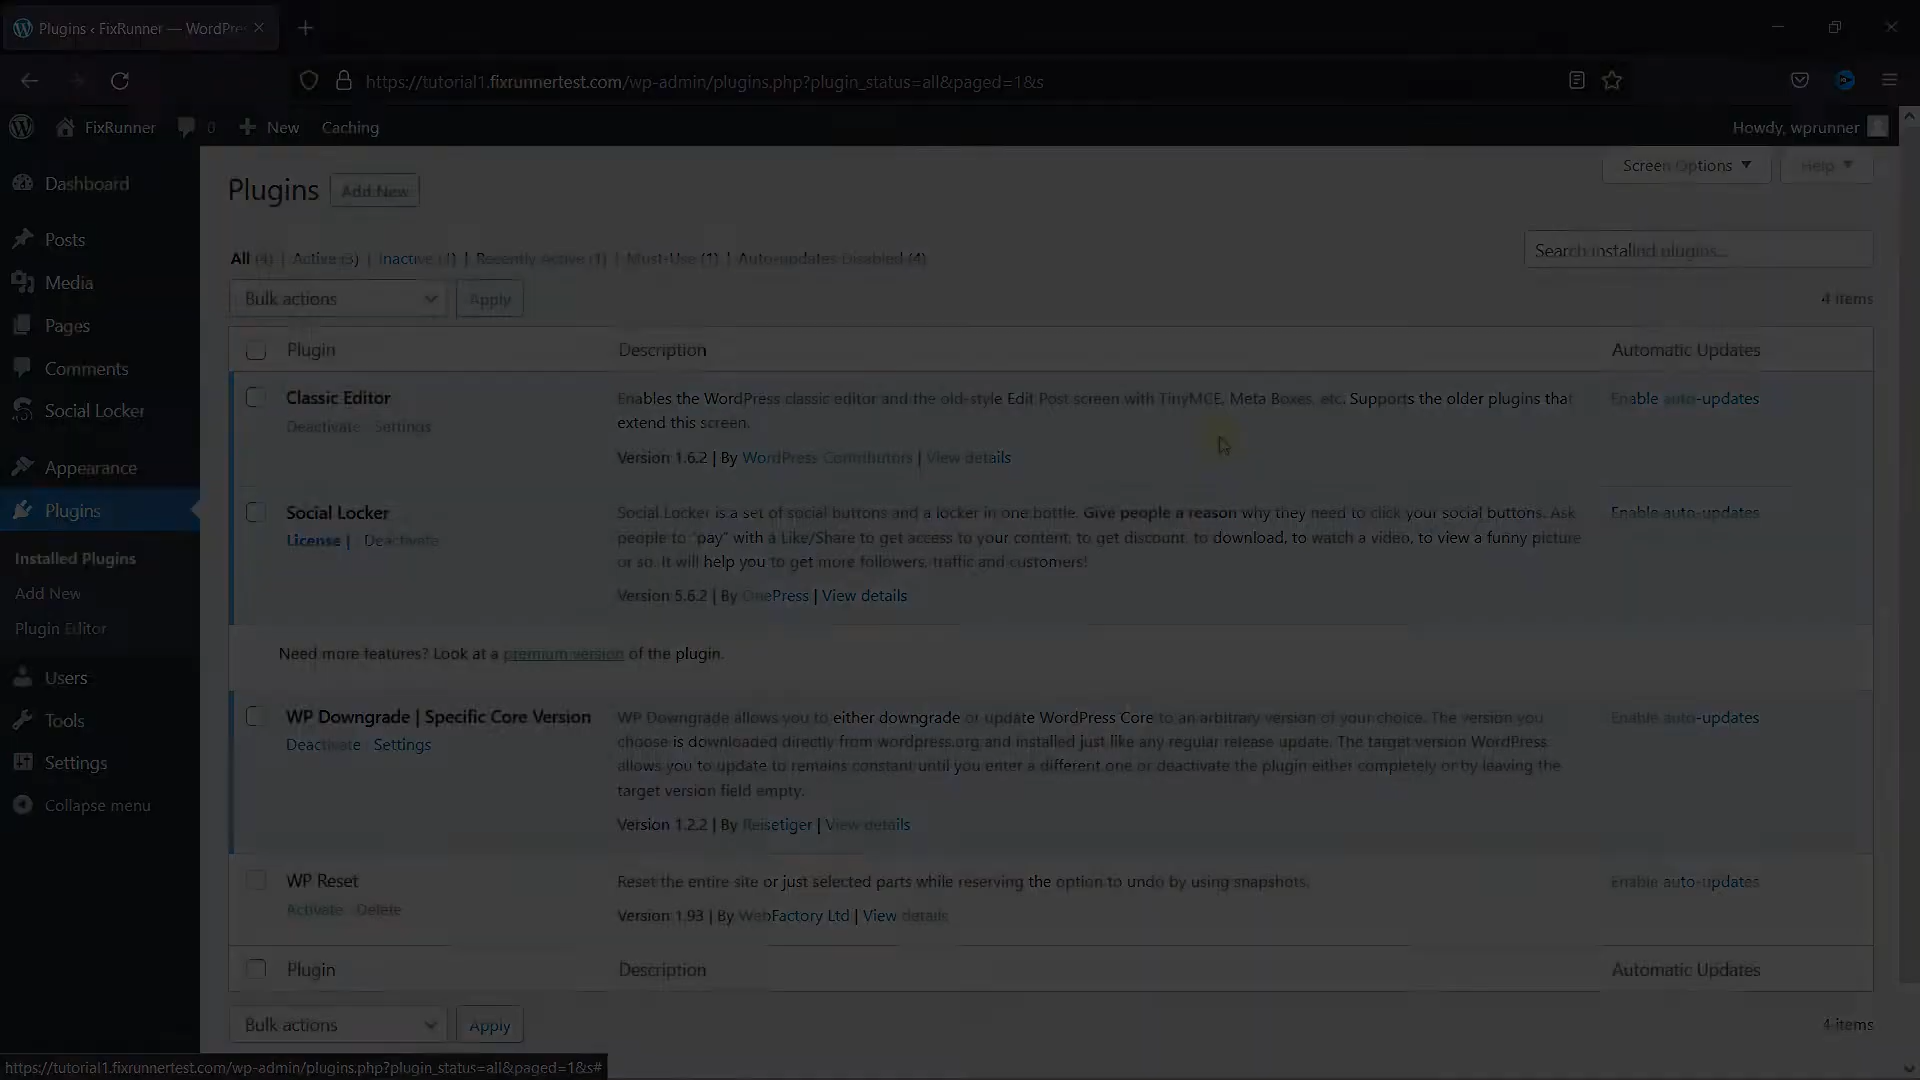 Plugins ‹ FixRunner — WordPre
https://tutorial1.fixrunnertest.com/wp-admin/plugins.php?plugin_status=all&paged=1&s
FixRunner 0 New Caching Howdy, wprunner
Dashboard
Posts
Media
Pages
Comments
Social Locker
Appearance
Plugins
Installed Plugins
Add New
Plugin Editor
Users
Tools
Settings
Collapse menu
Screen Options Help
Plugins Add New
All (4) | Active (3) | Inactive (1) | Recently Active (1) | Must-Use (1) | Auto-updates Disabled (4)
Search installed plugins...
Bulk actions Apply 4 items
Plugin Description Automatic Updates
Classic Editor
Deactivate Settings
Enables the WordPress classic editor and the old-style Edit Post screen with TinyMCE, Meta Boxes, etc. Supports the older plugins that
extend this screen.
Version 1.6.2 | By WordPress Contributors | View details
Enable auto-updates
Social Locker
License | Deactivate
Social Locker is a set of social buttons and a locker in one bottle. Give people a reason why they need to click your social buttons. Ask
people to "pay" with a Like/Share to get access to your content, to get discount, to download, to watch a video, to view a funny picture
or so. It will help you to get more followers, traffic and customers!
Version 5.6.2 | By OnePress | View details
Enable auto-updates
Need more features? Look at a premium version of the plugin.
WP Downgrade | Specific Core Version
Deactivate Settings
WP Downgrade allows you to either downgrade or update WordPress Core to an arbitrary version of your choice. The version you
choose is downloaded directly from wordpress.org and installed just like any regular release update. The target version WordPress
allows you to update to remains constant until you enter a different one or deactivate the plugin either completely or by leaving the
target version field empty.
Version 1.2.2 | By Reisetiger | View details
Enable auto-updates
WP Reset
Activate Delete
Reset the entire site or just selected parts while reserving the option to undo by using snapshots.
Version 1.93 | By WebFactory Ltd | View details
Enable auto-updates
Plugin Description Automatic Updates
Bulk actions Apply 4 items
https://tutorial1.fixrunnertest.com/wp-admin/plugins.php?plugin_status=all&paged=1&s#